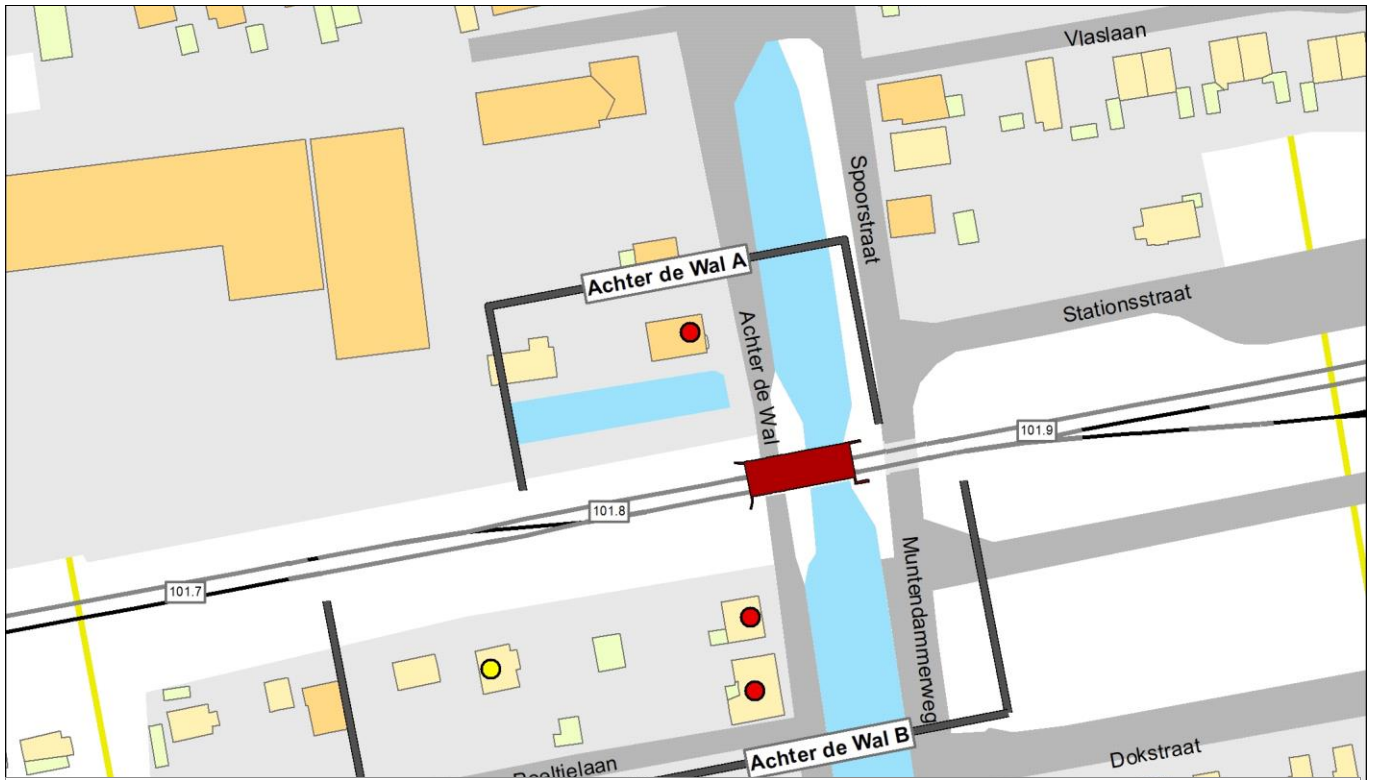 Vlaslaan
Spoorstraat
Achter de Wal A
Stationsstraat
Achter de Wal
101.9
101.8
101.7
Muntendammerweg
Achter de Wal B
Dokstraat